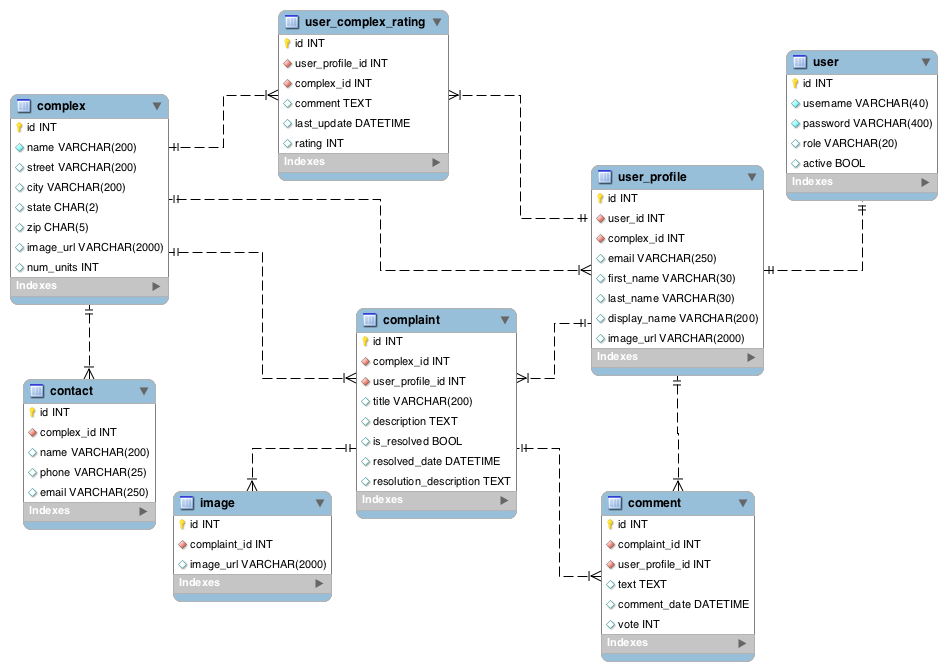 user_complex_rating
id INT
user_profile_id INT
complex_id INT
comment TEXT
last_update DATETIME
rating INT
Indexes
user
id INT
username VARCHAR(40)
password VARCHAR(400)
role VARCHAR(20)
active BOOL
Indexes
complex
id INT
name VARCHAR(200)
street VARCHAR(200)
city VARCHAR(200)
state CHAR(2)
zip CHAR(5)
image_url VARCHAR(2000)
num_units INT
Indexes
user_profile
id INT
user_id INT
complex_id INT
email VARCHAR(250)
first_name VARCHAR(30)
last_name VARCHAR(30)
display_name VARCHAR(200)
image_url VARCHAR(2000)
Indexes
complaint
id INT
complex_id INT
user_profile_id INT
title VARCHAR(200)
description TEXT
is_resolved BOOL
resolved_date DATETIME
resolution_description TEXT
Indexes
contact
id INT
complex_id INT
name VARCHAR(200)
phone VARCHAR(25)
email VARCHAR(250)
Indexes
image
id INT
complaint_id INT
image_url VARCHAR(2000)
Indexes
comment
id INT
complaint_id INT
user_profile_id INT
text TEXT
comment_date DATETIME
vote INT
Indexes